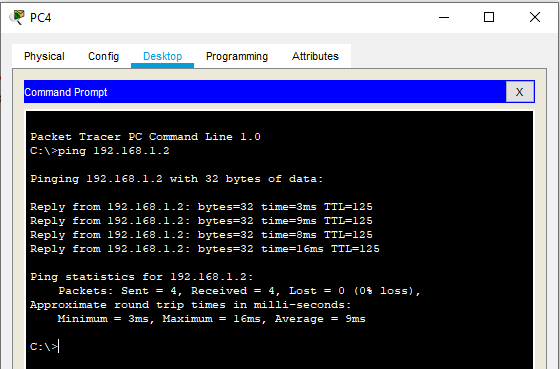 PC4
Physical Config Desktop Programming Attributes
Command Prompt
X
Packet Tracer PC Command Line 1.0
C:\>ping 192.168.1.2
Pinging 192.168.1.2 with 32 bytes of data:
Reply from 192.168.1.2: bytes=32 time=3ms TTL=125
Reply from 192.168.1.2: bytes=32 time=9ms TTL=125
Reply from 192.168.1.2: bytes=32 time=8ms TTL=125
Reply from 192.168.1.2: bytes=32 time=16ms TTL=125
Ping statistics for 192.168.1.2:
Packets: Sent = 4, Received = 4, Lost = 0 (0% loss),
Approximate round trip times in milli-seconds:
Minimum = 3ms, Maximum = 16ms, Average = 9ms
C:\>